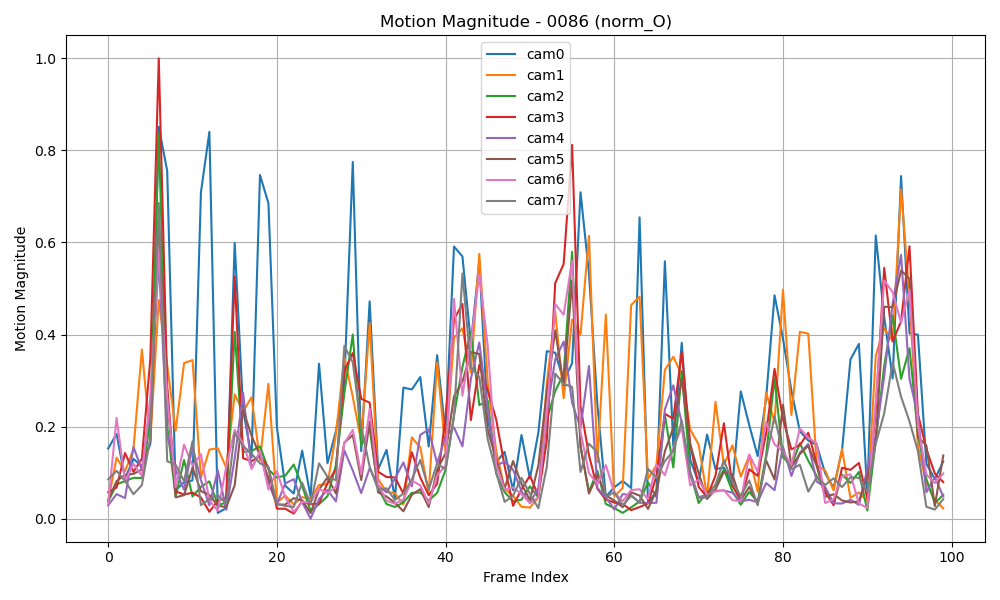 Motion Magnitude - 0086 (norm_O)
Motion Magnitude
1.0
0.8
0.6
0.4
0.2
0.0
cam0
cam1
cam2
cam3
cam4
cam5
cam6
cam7
0 20 40 60 80 100
Frame Index